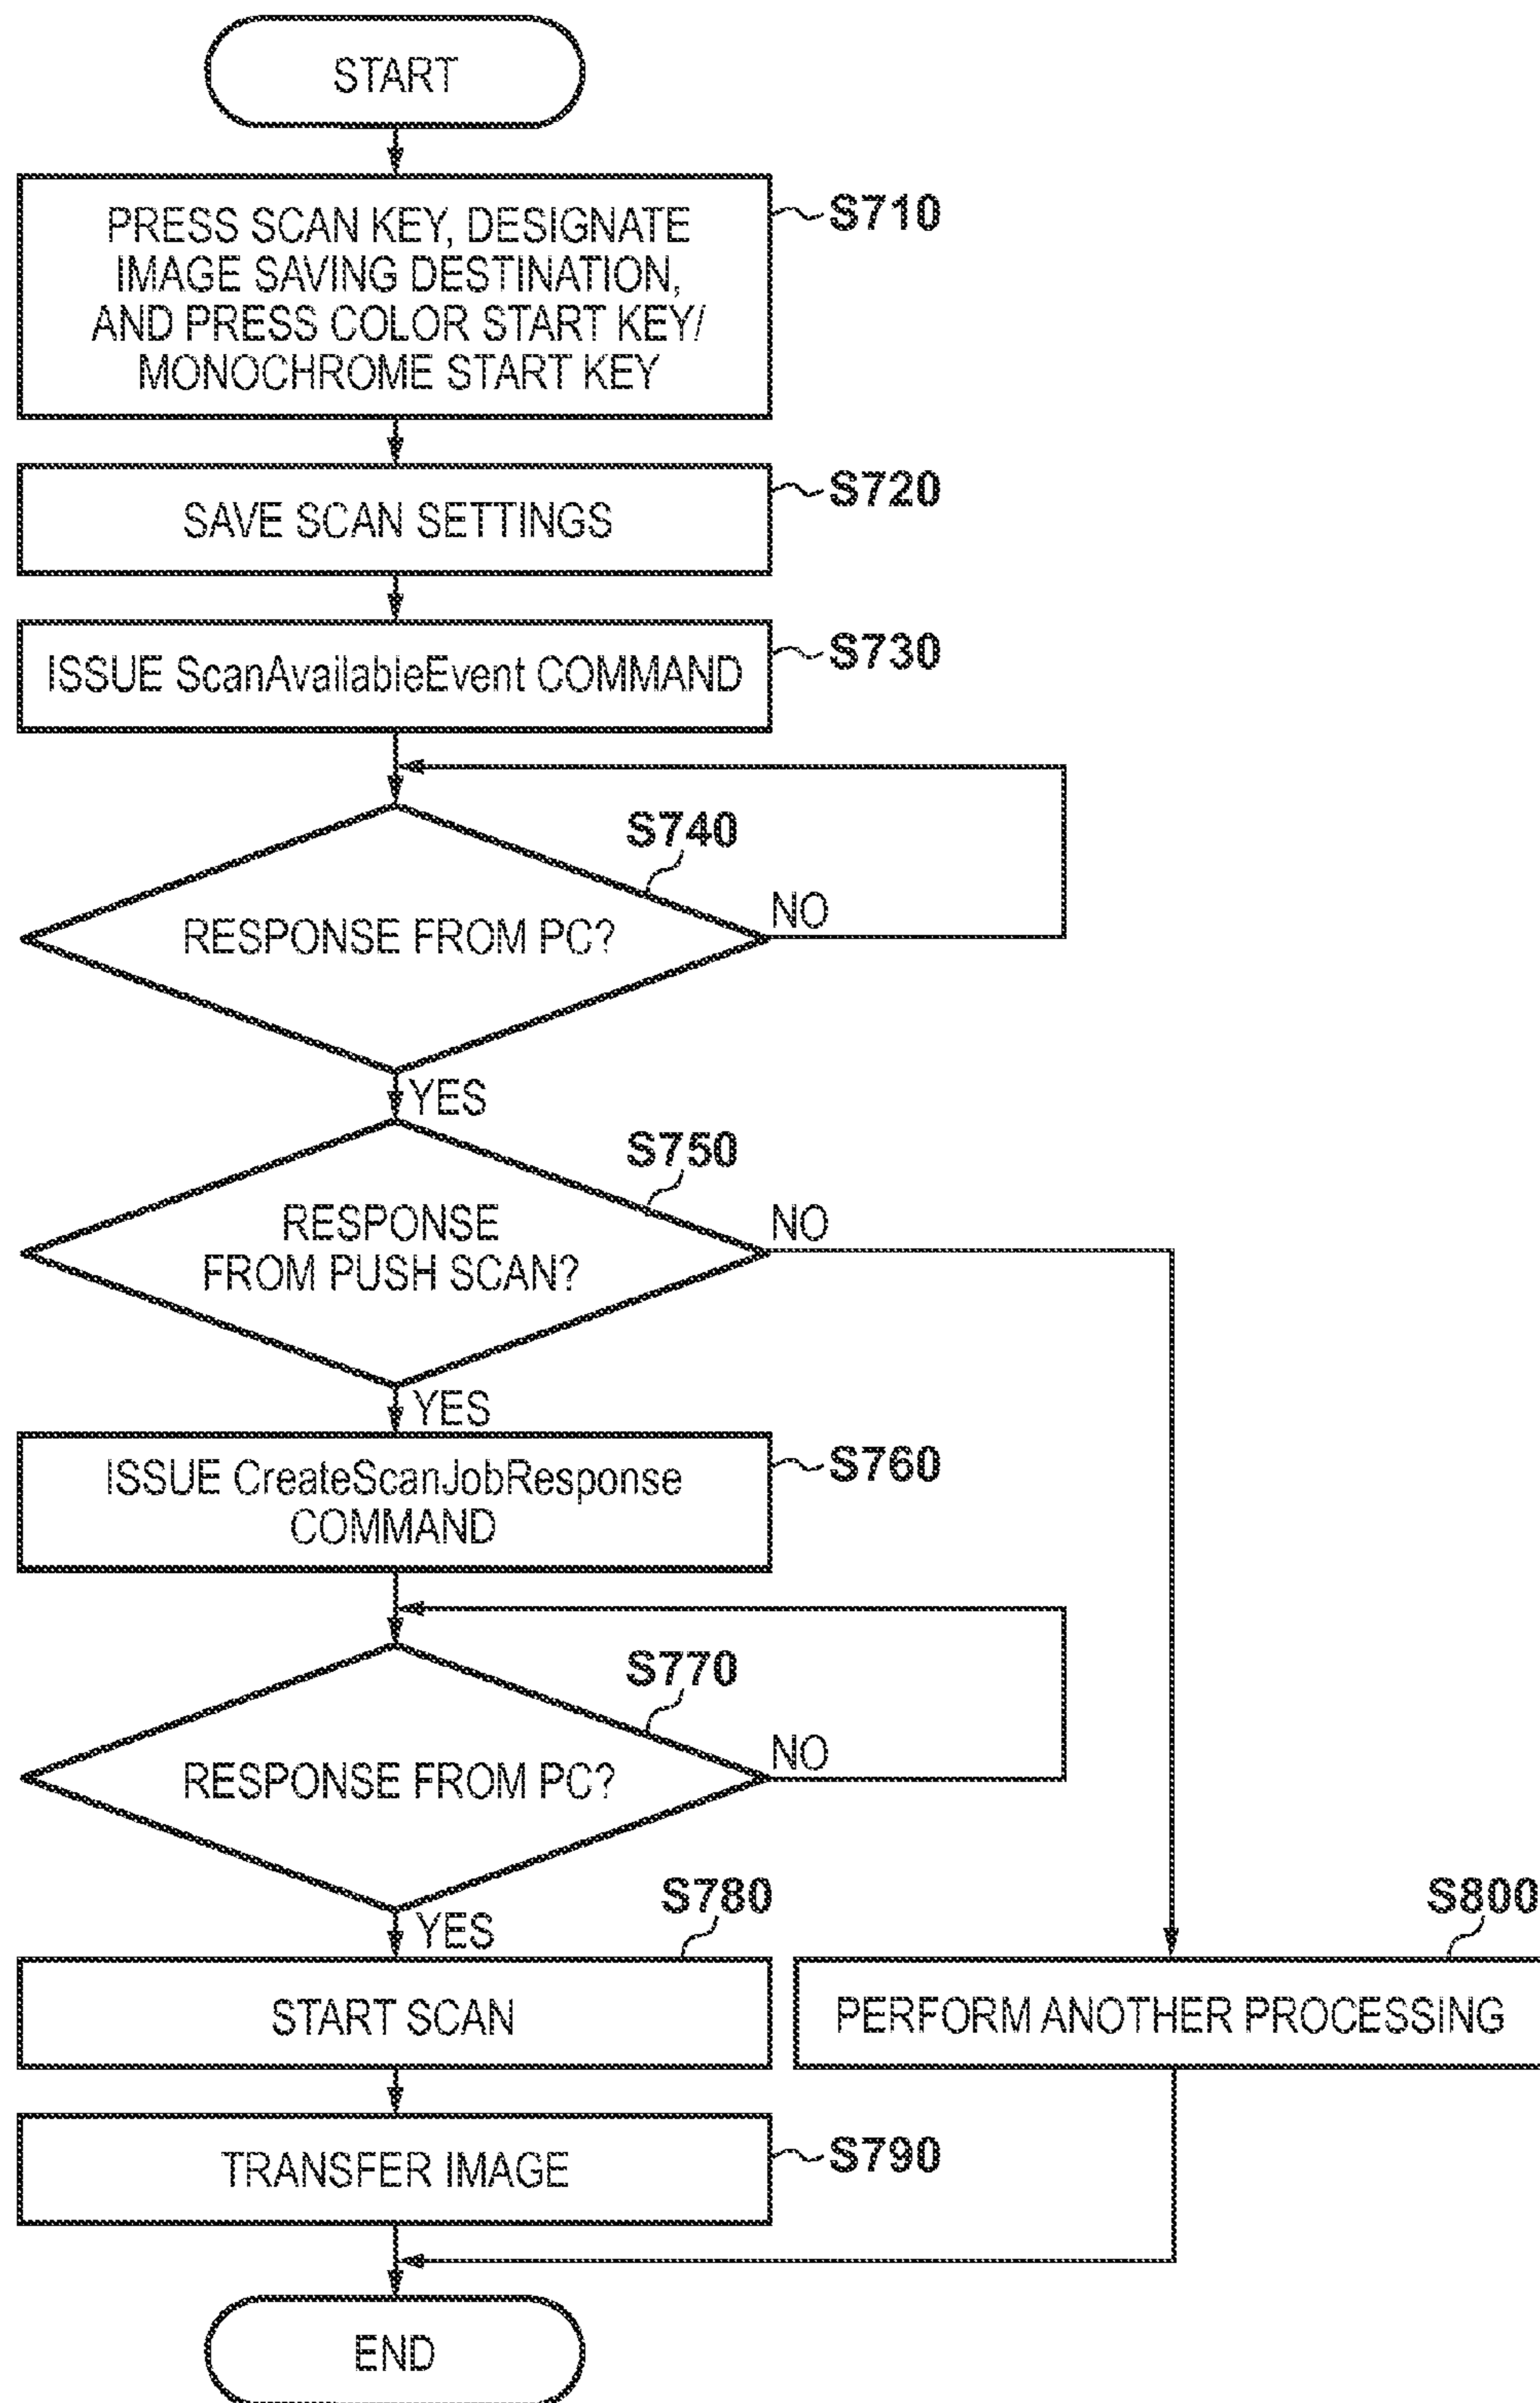 START
PRESS SCAN KEY, DESIGNATE
IMAGE SAVING DESTINATION,
AND PRESS COLOR START KEY/
MONOCHROME START KEY
S710
SAVE SCAN SETTINGS
S720
ISSUE ScanAvailableEvent COMMAND
S730
S740
RESPONSE FROM PC?
NO
YES
S750
RESPONSE
FROM PUSH SCAN?
NO
YES
ISSUE CreateScanJobResponse
COMMAND
S760
S770
RESPONSE FROM PC?
NO
YES
S780
START SCAN
S800
PERFORM ANOTHER PROCESSING
TRANSFER IMAGE
S790
END